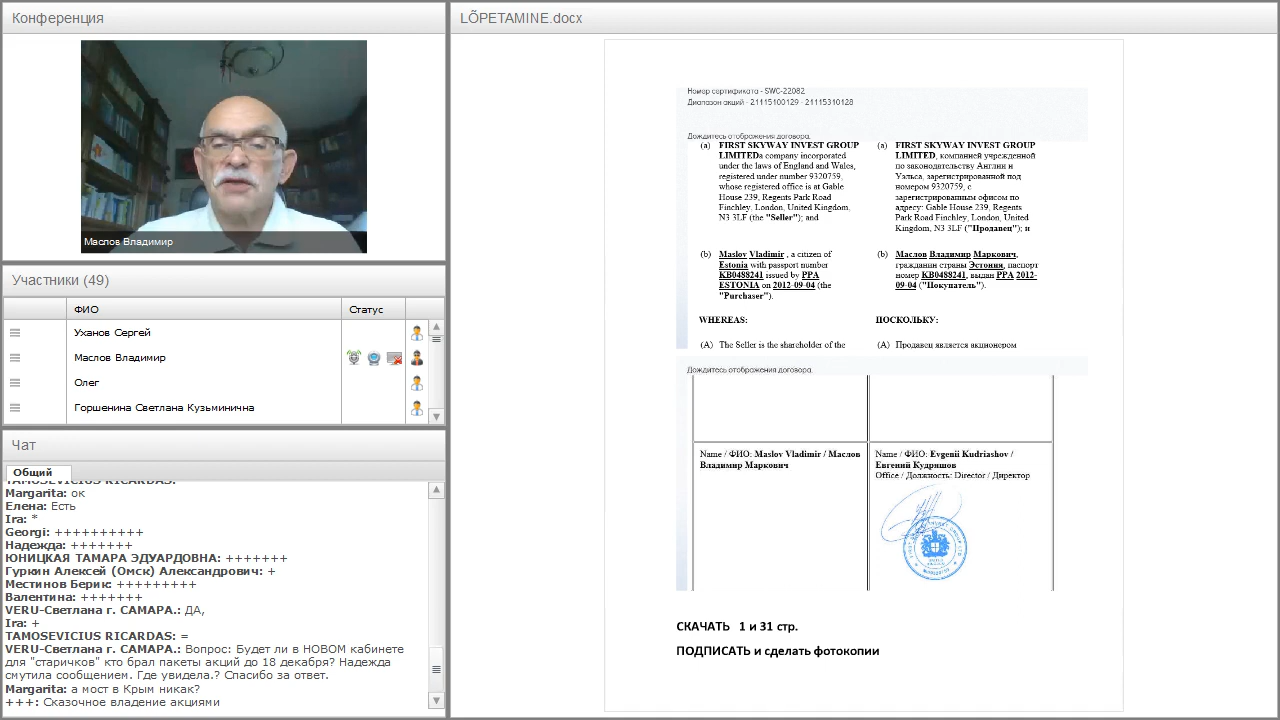 Конференция
Маслов Владимир
Участники (49)
ФИО
Статус
Уханов Сергей
Маслов Владимир
Олег
Горшенина Светлана Кузьминична
Чат
Общий
TAMOSEVICIUS RICARDAS:
Margarita: ок
Елена: Есть
Ira: *
Georgi: ++++++++++
Надежда: +++++++
ЮНИЦКАЯ ТАМАРА ЭДУАРДОВНА: +++++++
Гуркин Алексей (Омск) Александрович: +
Местинов Берик: +++++++++
Валентина: +++++++
VERU-Светлана г. САМАРА.: ДА,
Ira: +
TAMOSEVICIUS RICARDAS: =
VERU-Светлана г. САМАРА.: Вопрос: Будет ли в НОВОМ кабинете
для "старичков" кто брал пакеты акций до 18 декабря? Надежда
смутила сообщением. Где увидела.? Спасибо за ответ.
Margarita: а мост в Крым никак?
+++: Сказочное владение акциями
LÕPETAMINE.docx
Номер сертификата - SWC-22082
Диапазон акций - 21115100129 - 21115310128
Дождитесь отображения договора.
(a) FIRST SKYWAY INVEST GROUP
LIMITEDa company incorporated
under the laws of England and Wales,
registered under number 9320759,
whose registered office is at Gable
House 239, Regents Park Road
Finchley, London, United Kingdom,
N3 3LF (the "Seller"); and
(b) Maslov Vladimir , a citizen of
Estonia with passport number
KB0488241 issued by PPA
ESTONIA on 2012-09-04 (the
"Purchaser").
WHEREAS:
(A) The Seller is the shareholder of the
(a) FIRST SKYWAY INVEST GROUP
LIMITED, компанией учрежденной
по законодательству Англии и
Уэльса, зарегистрированной под
номером 9320759, с
зарегистрированным офисом по
адресу: Gable House 239, Regents
Park Road Finchley, London, United
Kingdom, N3 3LF ("Продавец"); и
(b) Маслов Владимир Маркович,
гражданин страны Эстония, паспорт
номер KB0488241, выдан PPA 2012-
09-04 ("Покупатель").
ПОСКОЛЬКУ:
(A) Продавец является акционером
Дождитесь отображения договора.
Name / ФИО: Maslov Vladimir / Маслов
Владимир Маркович
Name / ФИО: Evgenii Kudriashov /
Евгений Кудряшов
Office / Должность: Director / Директор
СКАЧАТЬ 1 и 31 стр.
ПОДПИСАТЬ и сделать фотокопии